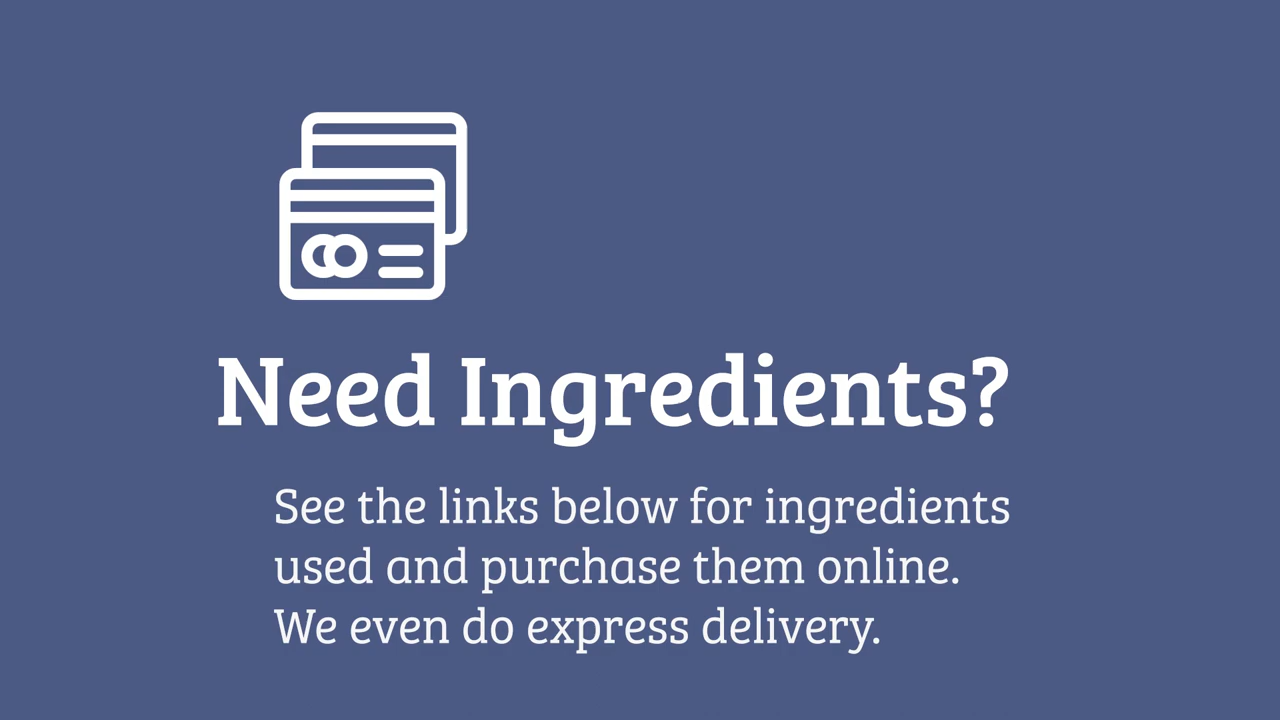 Need Ingredients?
See the links below for ingredients
used and purchase them online.
We even do express delivery.